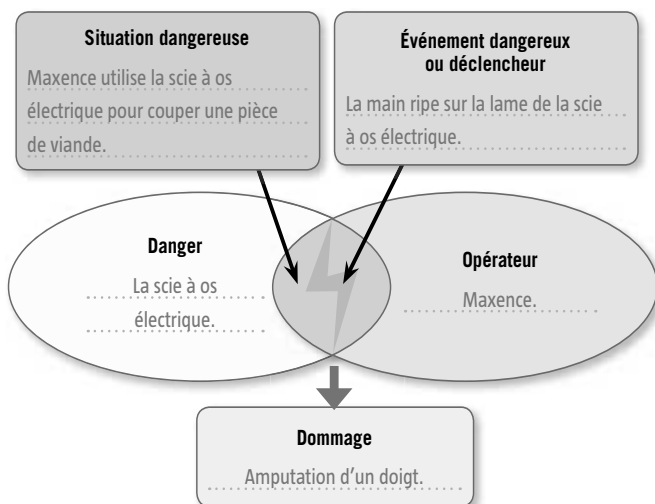 Situation dangereuse
Maxence utilise la scie à os
électrique pour couper une pièce
de viande.
Événement dangereux
ou déclencheur
La main ripe sur la lame de la scie
à os électrique.
Danger
La scie à os
électrique.
Opérateur
Maxence.
Dommage
Amputation d'un doigt.